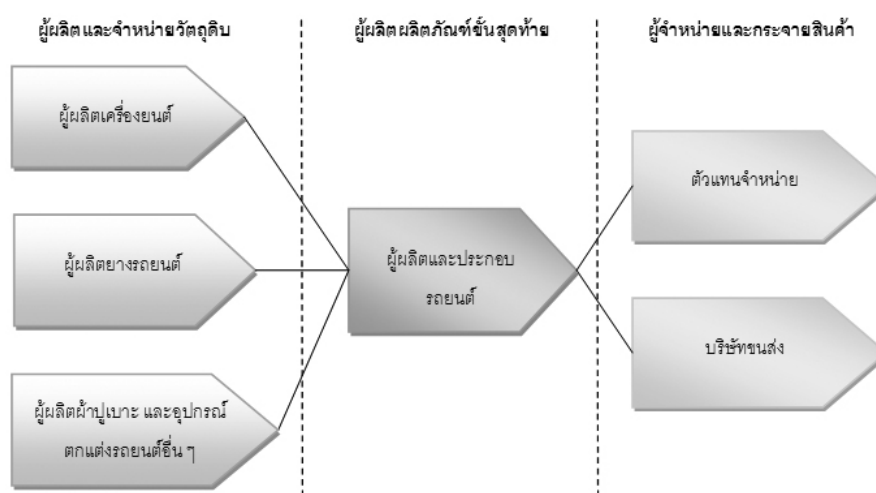 ผู้ผลิตและจำหน่ายวัตถุดิบ
ผู้ผลิตผลิตภัณฑ์ขั้นสุดท้าย
ผู้จำหน่ายและกระจายสินค้า
ผู้ผลิตเครื่องยนต์
ผู้ผลิตยางรถยนต์
ผู้ผลิตผ้าปูเบาะ และอุปกรณ์
ตกแต่งรถยนต์อื่น ๆ
ผู้ผลิตและประกอบ
รถยนต์
ตัวแทนจำหน่าย
บริษัทขนส่ง